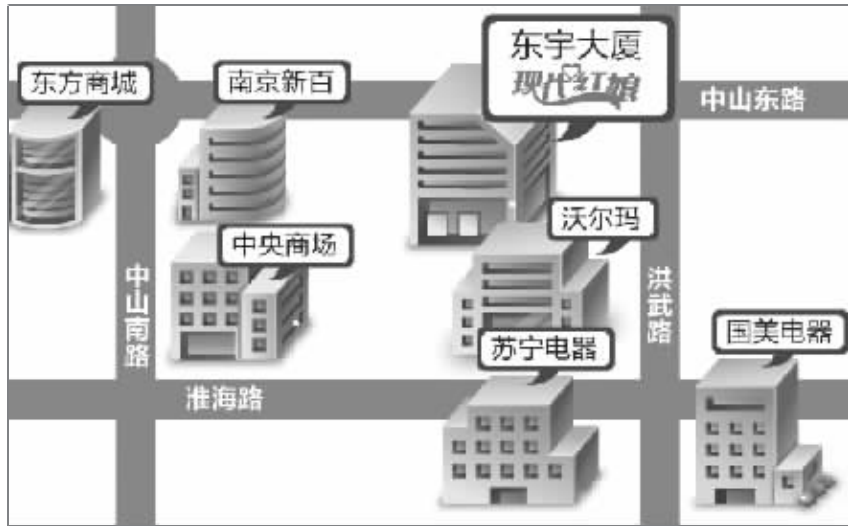 东宇大厦
现代红娘
东方商城
南京新百
中山东路
沃尔玛
中央商场
中山南路
洪武路
国美电器
苏宁电器
淮海路